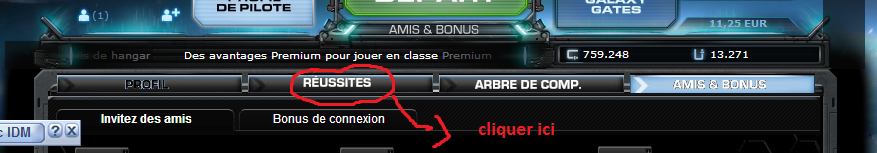 DE PILOTE
DÉPART
GALAXY
GATES
(1)
AMIS & BONUS
11,25 EUR
s de hangar
Des avantages Premium pour jouer en classe Premium
C 759.248
U 13.271
PROFIL
RÉUSSITES
ARBRE DE COMP.
AMIS & BONUS
Invitez des amis
Bonus de connexion
cliquer ici
c IDM ? X